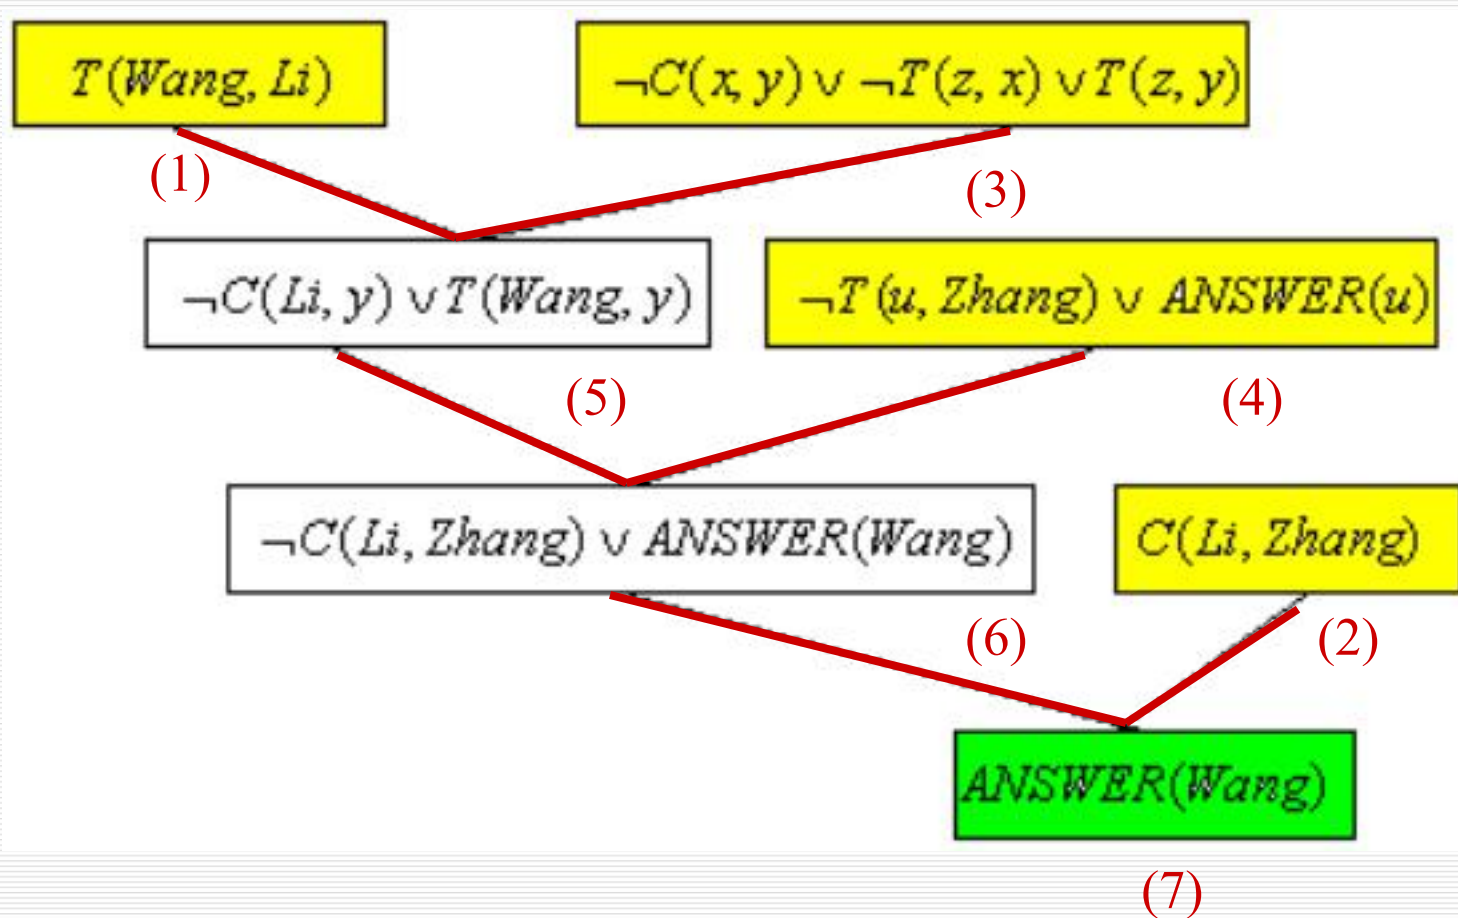 T(Wang, Li)
¬C(x, y) ∨ ¬T(z, x) ∨ T(z, y)
(1)
(3)
¬C(Li, y) ∨ T(Wang, y)
¬T(u, Zhang) ∨ ANSWER(u)
(5)
(4)
¬C(Li, Zhang) ∨ ANSWER(Wang)
C(Li, Zhang)
(6)
(2)
ANSWER(Wang)
(7)